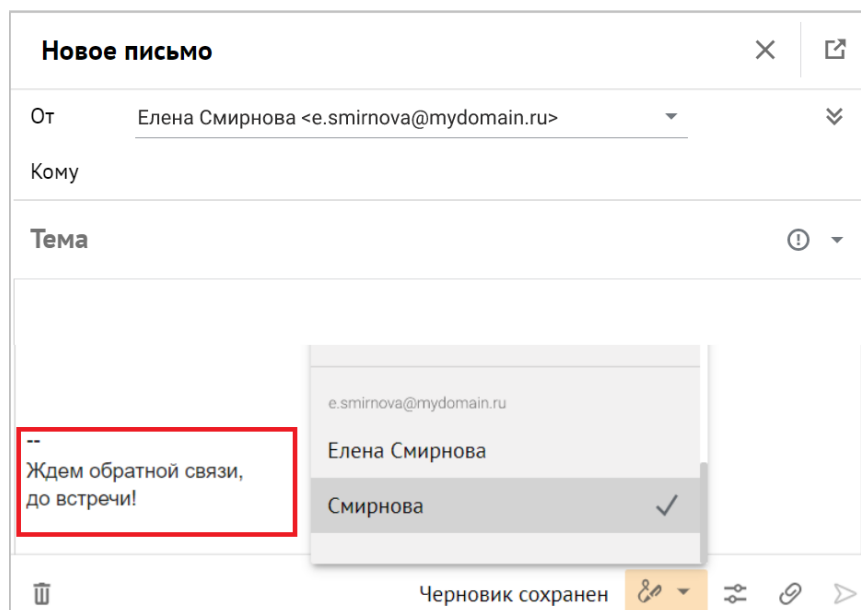 Новое письмо
От Елена Смирнова <e.smirnova@mydomain.ru>
Кому
Тема
e.smirnova@mydomain.ru
Елена Смирнова
Смирнова
--
Ждем обратной связи,
до встречи!
Черновик сохранен